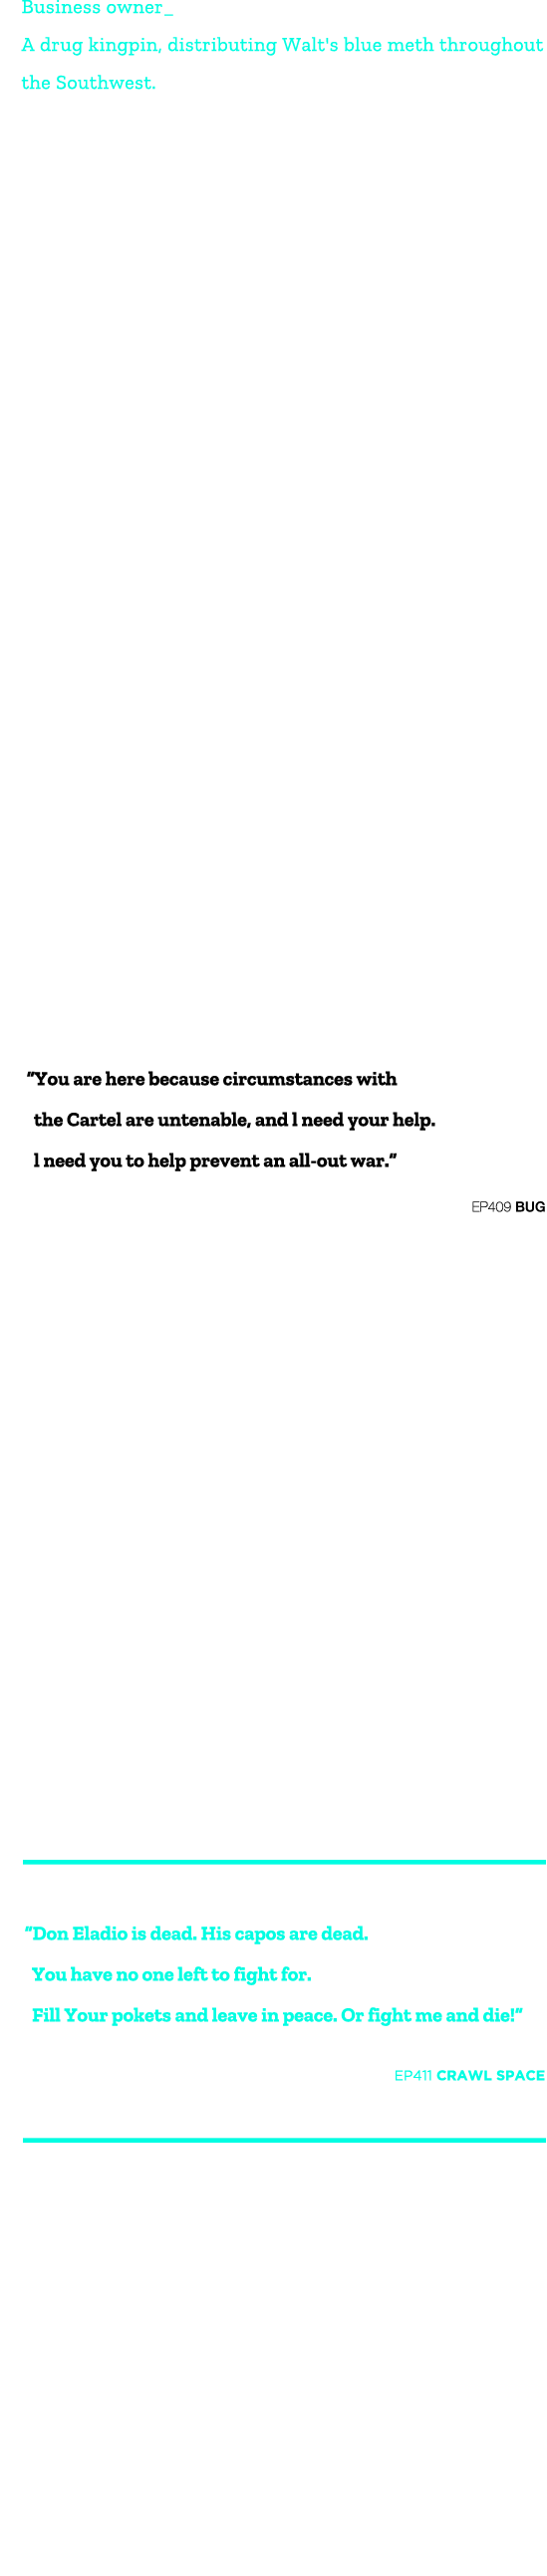 Business owner_
A drug kingpin, distributing Walt's blue meth throughout
the Southwest.
"You are here because circumstances with
the Cartel are untenable, and l need your help.
l need you to help prevent an all-out war."
EP409 BUG
"Don Eladio is dead. His capos are dead.
You have no one left to fight for.
Fill Your pokets and leave in peace. Or fight me and die!"
EP411 CRAWL SPACE